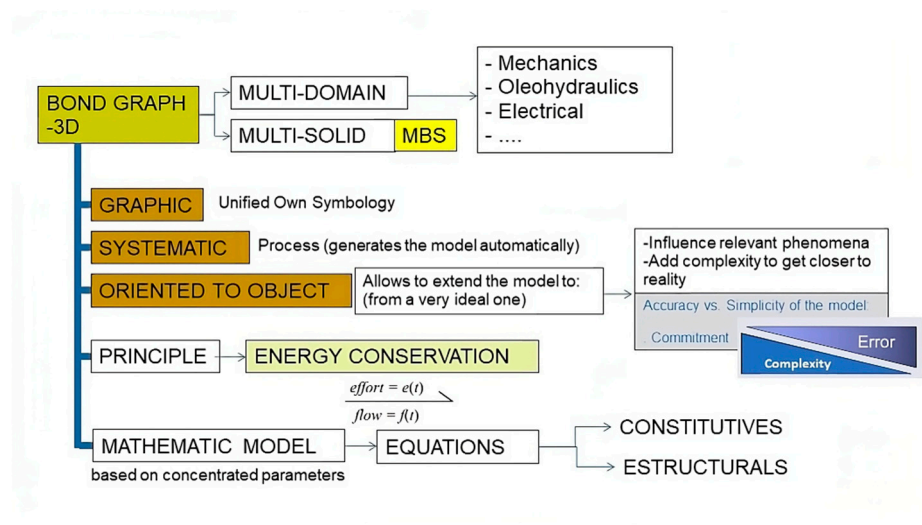 BOND GRAPH
-3D
MULTI-DOMAIN
MULTI-SOLID MBS
- Mechanics
- Oleohydraulics
- Electrical
- ....
GRAPHIC Unified Own Symbology
SYSTEMATIC Process (generates the model automatically)
ORIENTED TO OBJECT
Allows to extend the model to:
(from a very ideal one)
-Influence relevant phenomena
-Add complexity to get closer to
reality
Accuracy vs. Simplicity of the model:
. Commitment
Error
Complexity
PRINCIPLE ENERGY CONSERVATION
effort = e(t)
flow = f(t)
MATHEMATIC MODEL EQUATIONS
based on concentrated parameters
CONSTITUTIVES
ESTRUCTURALS